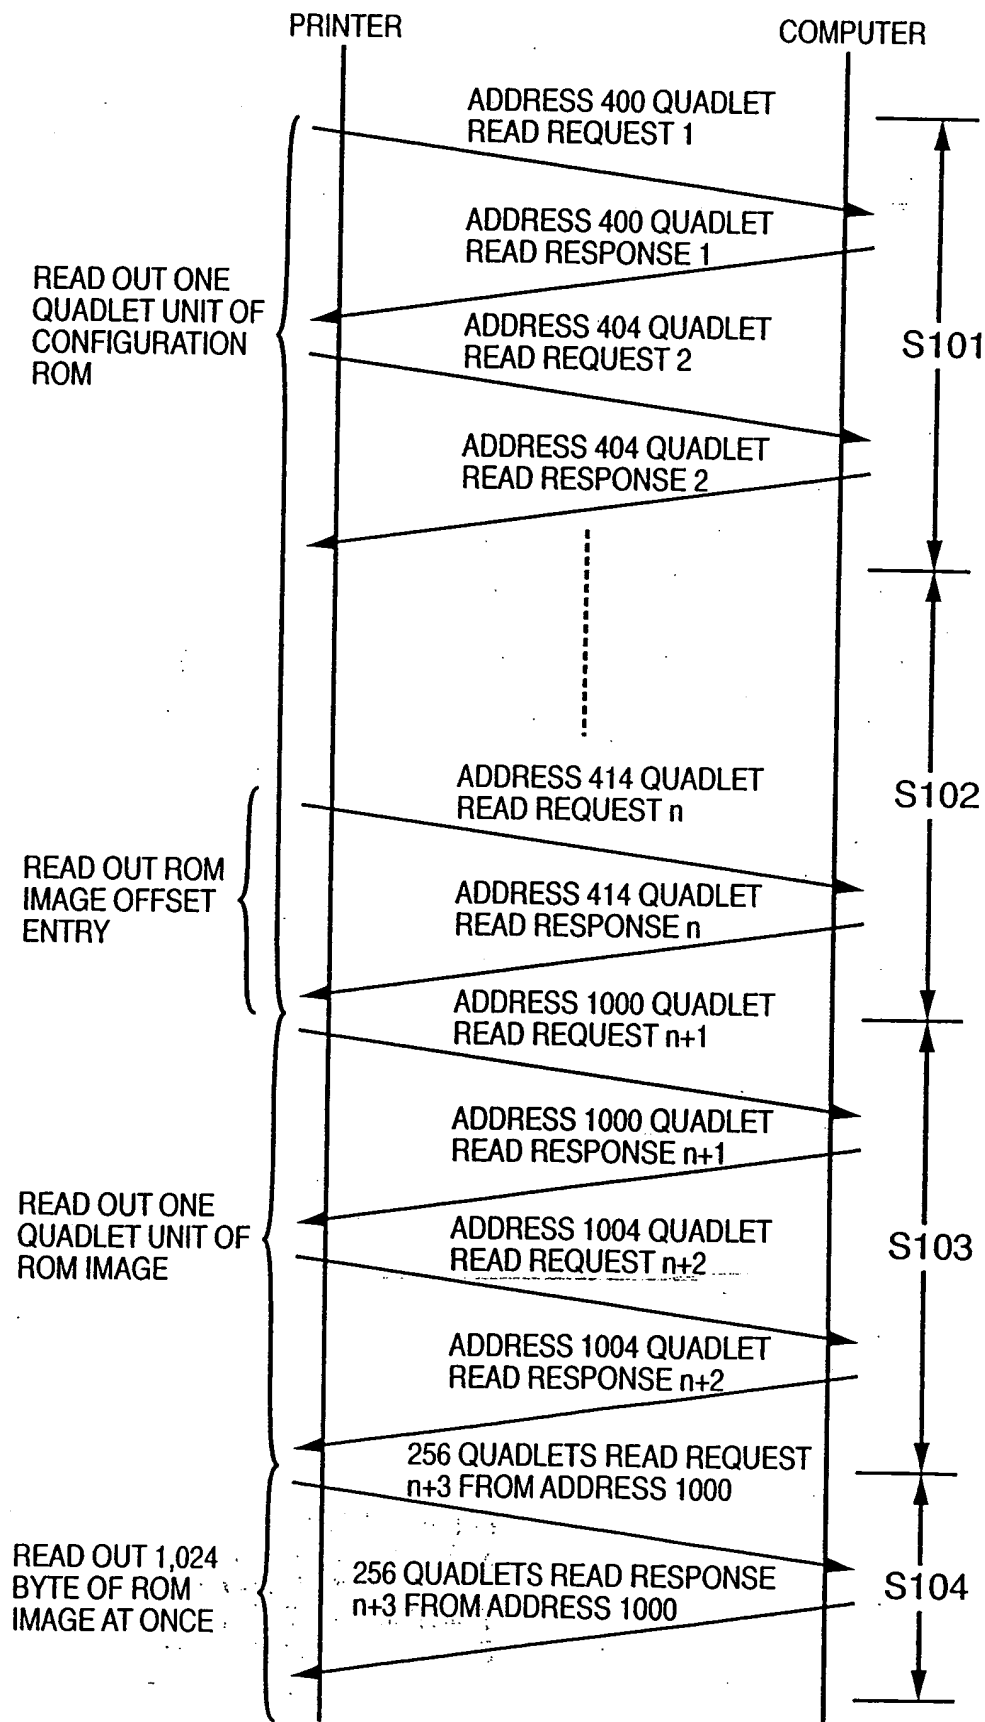 PRINTER
COMPUTER
ADDRESS 400 QUADLET
READ REQUEST 1
ADDRESS 400 QUADLET
READ RESPONSE 1
READ OUT ONE
QUADLET UNIT OF
CONFIGURATION
ROM
ADDRESS 404 QUADLET
READ REQUEST 2
S101
ADDRESS 404 QUADLET
READ RESPONSE 2
ADDRESS 414 QUADLET
READ REQUEST n
S102
READ OUT ROM
IMAGE OFFSET
ENTRY
ADDRESS 414 QUADLET
READ RESPONSE n
ADDRESS 1000 QUADLET
READ REQUEST n+1
ADDRESS 1000 QUADLET
READ RESPONSE n+1
READ OUT ONE
QUADLET UNIT OF
ROM IMAGE
ADDRESS 1004 QUADLET
READ REQUEST n+2
S103
ADDRESS 1004 QUADLET
READ RESPONSE n+2
256 QUADLETS READ REQUEST
n+3 FROM ADDRESS 1000
READ OUT 1,024
BYTE OF ROM
IMAGE AT ONCE
256 QUADLETS READ RESPONSE
n+3 FROM ADDRESS 1000
S104